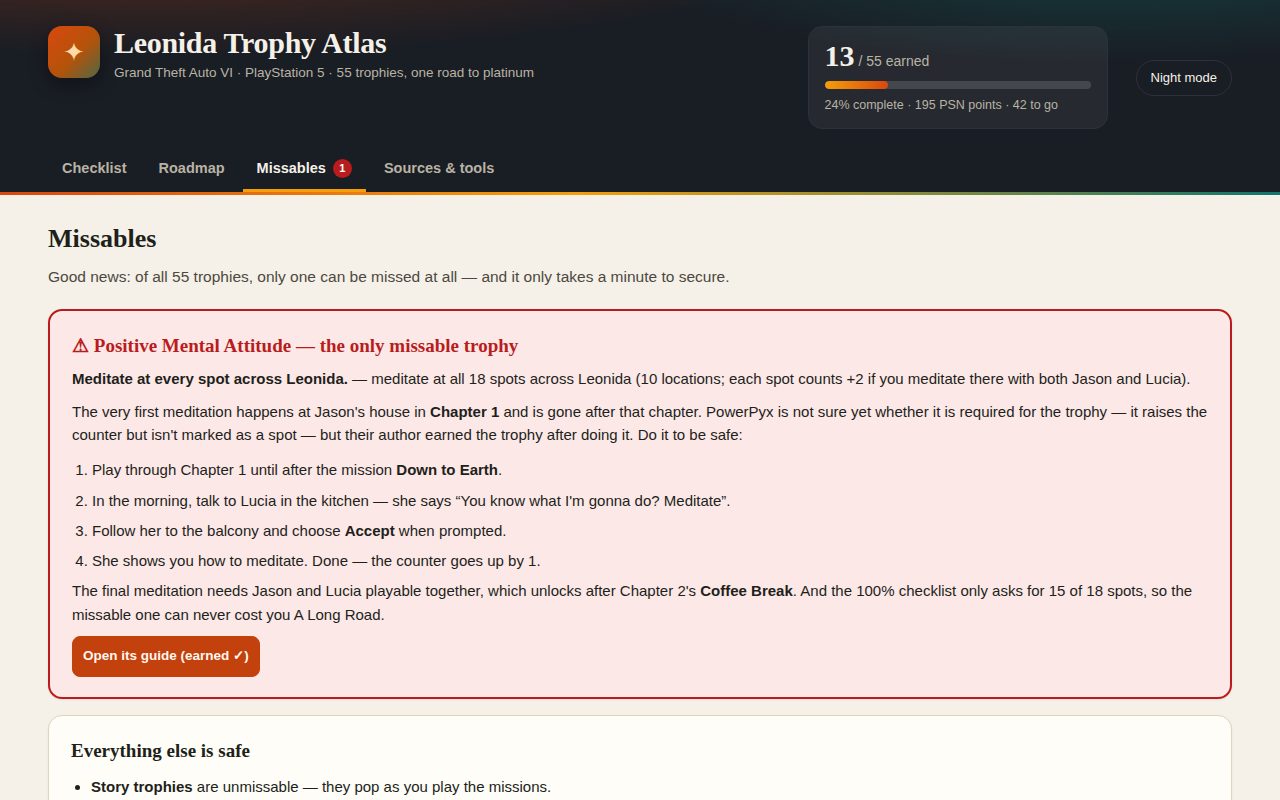 Leonida Trophy Atlas
Grand Theft Auto VI · PlayStation 5 · 55 trophies, one road to platinum
13 / 55 earned
24% complete · 195 PSN points · 42 to go
Night mode
Checklist
Roadmap
Missables 1
Sources & tools
Missables
Good news: of all 55 trophies, only one can be missed at all — and it only takes a minute to secure.
⚠ Positive Mental Attitude — the only missable trophy
Meditate at every spot across Leonida. — meditate at all 18 spots across Leonida (10 locations; each spot counts +2 if you meditate there with both Jason and Lucia).
The very first meditation happens at Jason's house in Chapter 1 and is gone after that chapter. PowerPyx is not sure yet whether it is required for the trophy — it raises the
counter but isn't marked as a spot — but their author earned the trophy after doing it. Do it to be safe:
1. Play through Chapter 1 until after the mission Down to Earth.
2. In the morning, talk to Lucia in the kitchen — she says “You know what I'm gonna do? Meditate”.
3. Follow her to the balcony and choose Accept when prompted.
4. She shows you how to meditate. Done — the counter goes up by 1.
The final meditation needs Jason and Lucia playable together, which unlocks after Chapter 2's Coffee Break. And the 100% checklist only asks for 15 of 18 spots, so the
missable one can never cost you A Long Road.
Open its guide (earned ✓)
Everything else is safe
• Story trophies are unmissable — they pop as you play the missions.